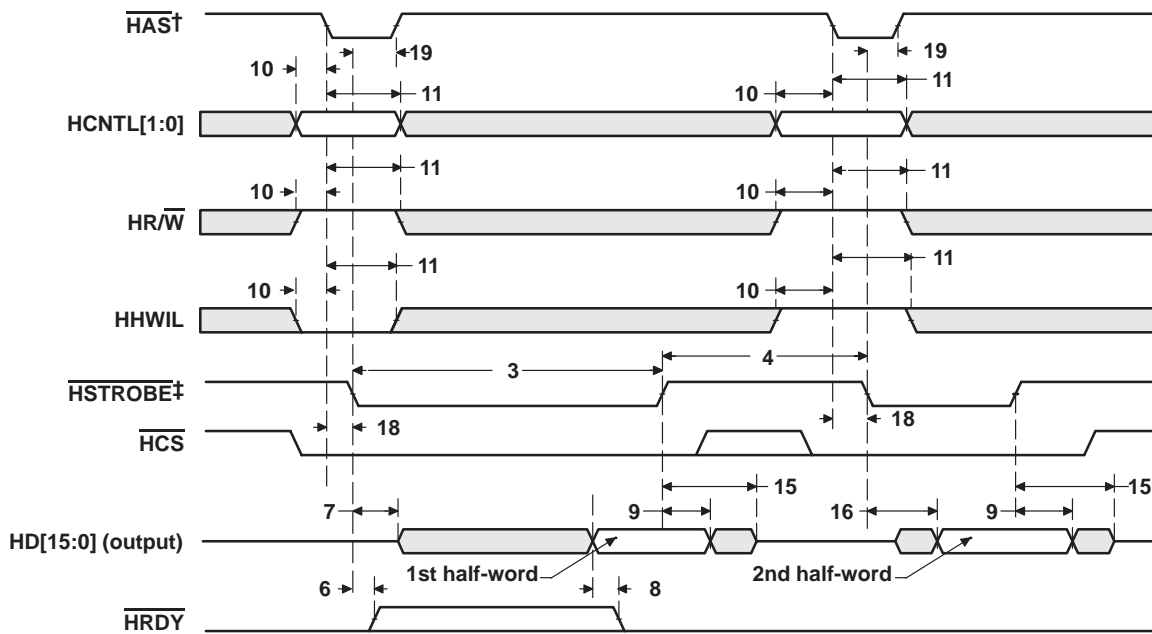 HAS†
19
19
10
11
10
11
HCNTL[1:0]
11
11
10
10
HR/W
11
11
10
10
HHWIL
3
4
HSTROBE‡
18
18
HCS
15
15
7
9
16
9
HD[15:0] (output)
1st half-word
2nd half-word
6
8
HRDY